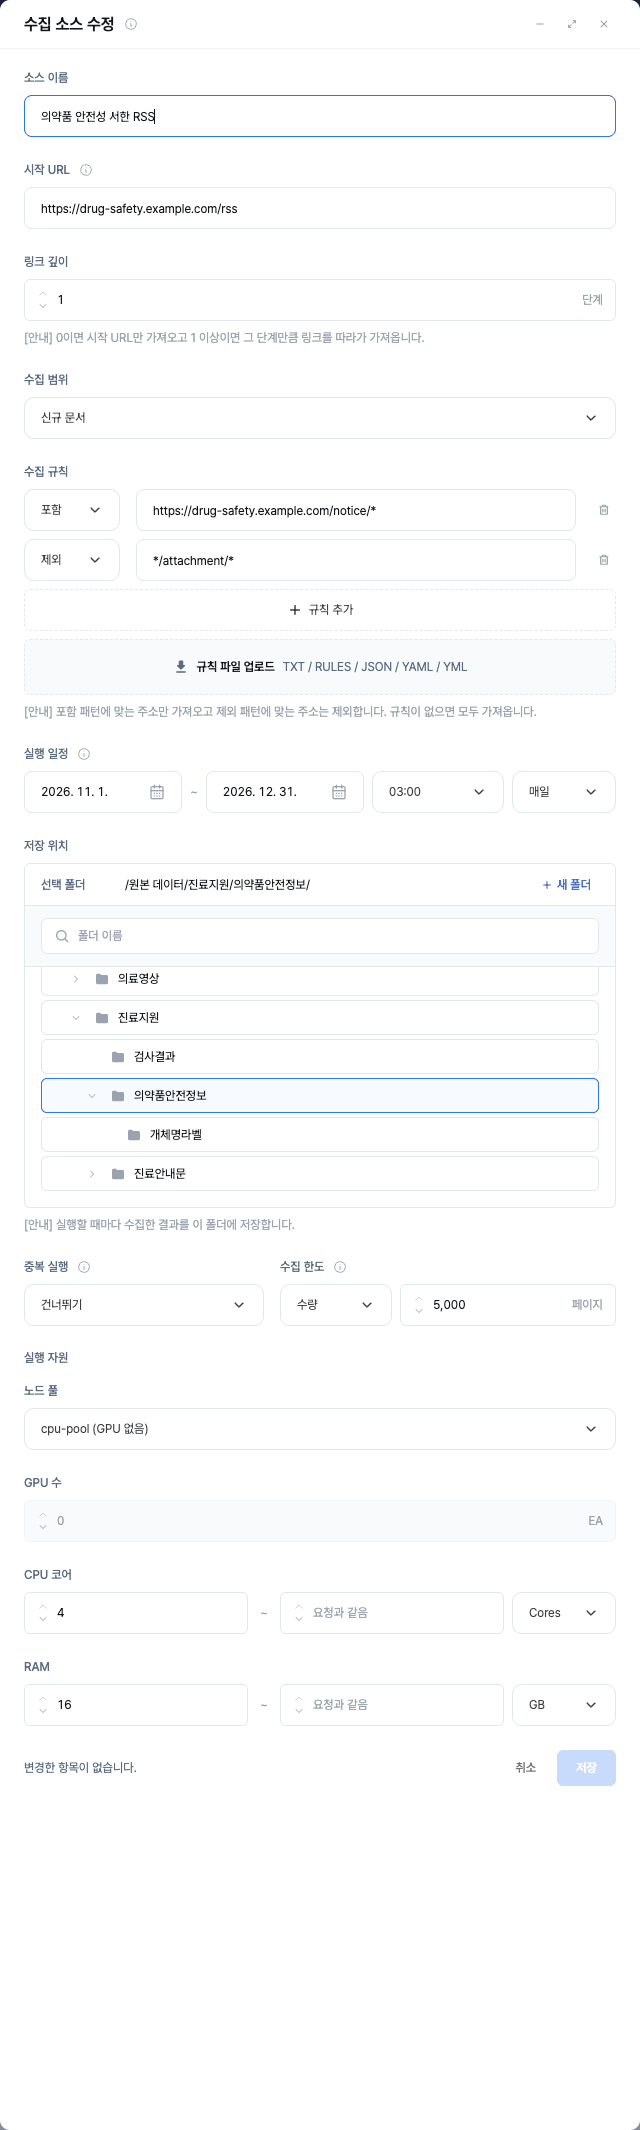 수집 소스 수정
소스 이름
의약품 안전성 서한 RSS
시작 URL
https://drug-safety.example.com/rss
링크 깊이
1 단계
[안내] 0이면 시작 URL만 가져오고 1 이상이면 그 단계만큼 링크를 따라가 가져옵니다.
수집 범위
신규 문서
수집 규칙
포함 https://drug-safety.example.com/notice/*
제외 */attachment/*
+ 규칙 추가
규칙 파일 업로드 TXT / RULES / JSON / YAML / YML
[안내] 포함 패턴에 맞는 주소만 가져오고 제외 패턴에 맞는 주소는 제외합니다. 규칙이 없으면 모두 가져옵니다.
실행 일정
2026. 11. 1. ~ 2026. 12. 31. 03:00 매일
저장 위치
선택 폴더 /원본 데이터/진료지원/의약품안전정보/ + 새 폴더
폴더 이름
의료영상
진료지원
검사결과
의약품안전정보
개체명라벨
진료안내문
[안내] 실행할 때마다 수집한 결과를 이 폴더에 저장합니다.
중복 실행 수집 한도
건너뛰기 수량 5,000 페이지
실행 자원
노드 풀
cpu-pool (GPU 없음)
GPU 수
0 EA
CPU 코어
4 ~ 요청과 같음 Cores
RAM
16 ~ 요청과 같음 GB
변경한 항목이 없습니다. 취소 저장